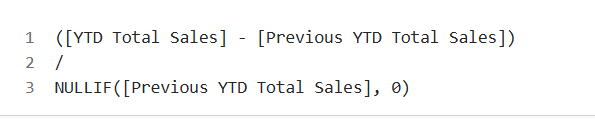 1 ([YTD Total Sales] - [Previous YTD Total Sales])
2 /
3 NULLIF([Previous YTD Total Sales], 0)